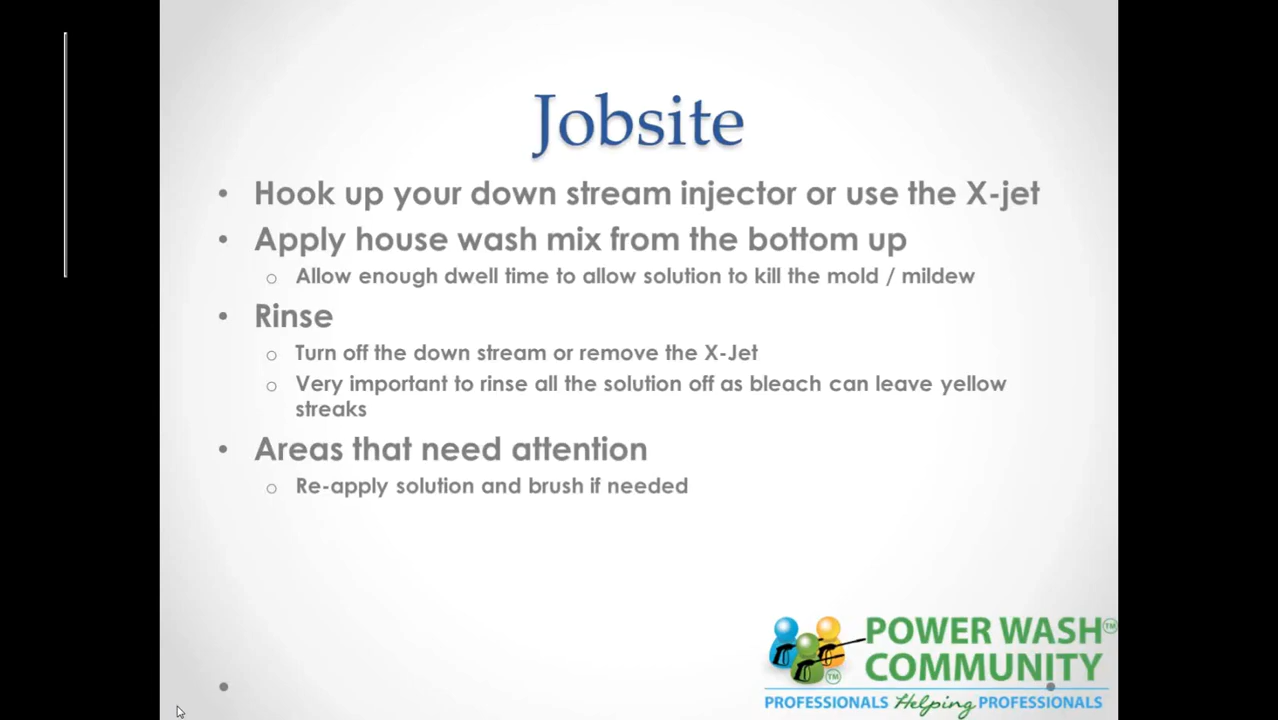 Jobsite
• Hook up your down stream injector or use the X-jet
• Apply house wash mix from the bottom up
○ Allow enough dwell time to allow solution to kill the mold / mildew
• Rinse
○ Turn off the down stream or remove the X-Jet
○ Very important to rinse all the solution off as bleach can leave yellow
streaks
• Areas that need attention
○ Re-apply solution and brush if needed
POWER WASH™
COMMUNITY
TM
PROFESSIONALS Helping PROFESSIONALS